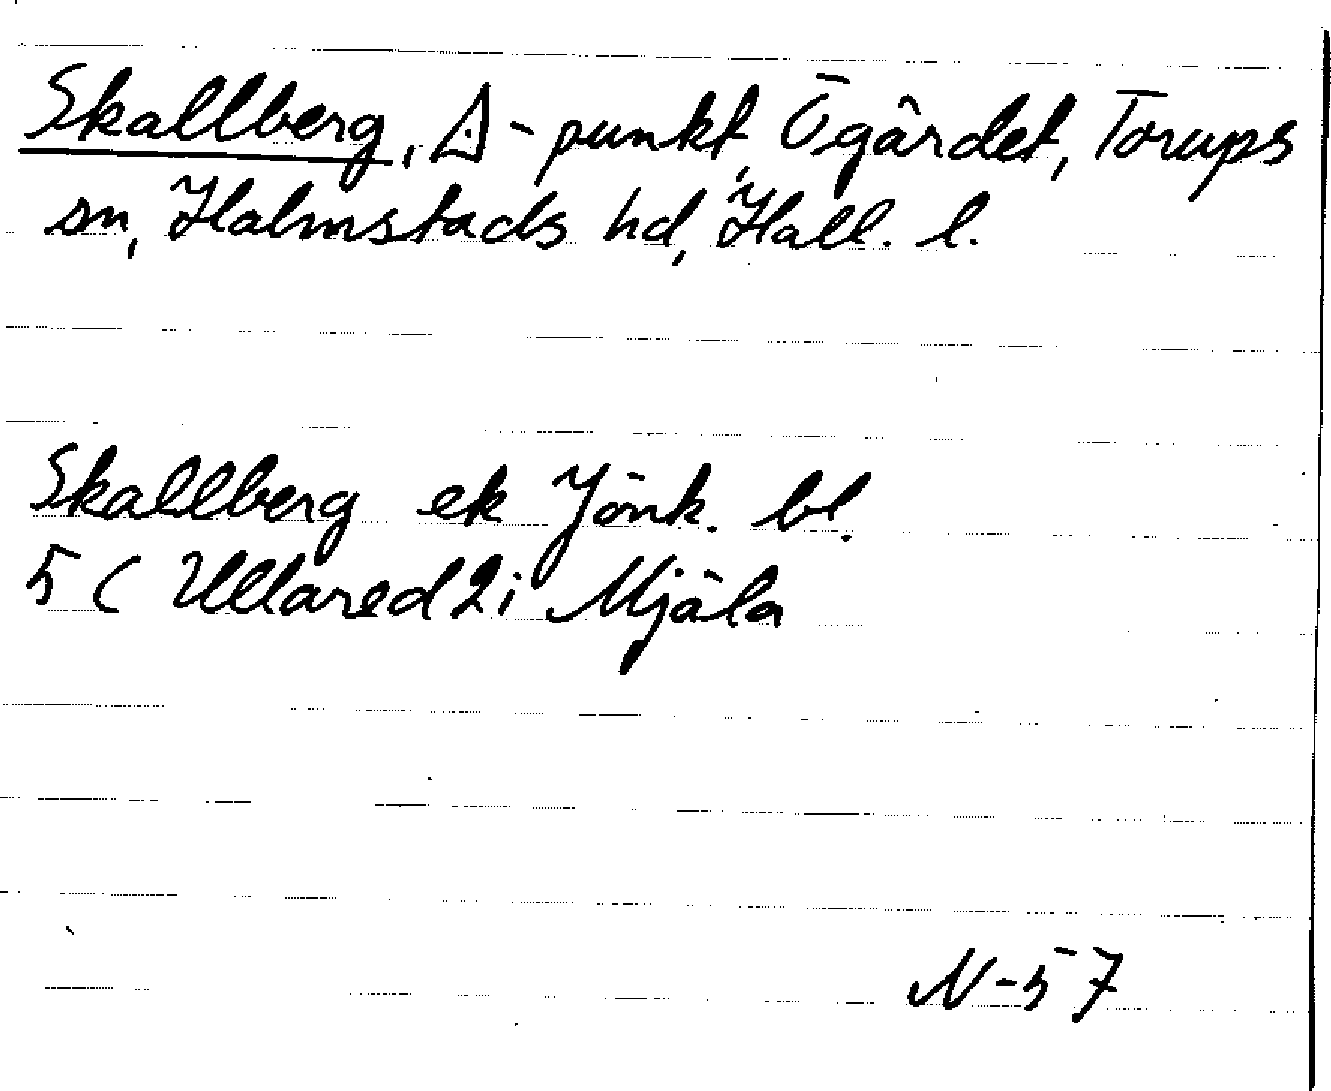 Skallberg, ◬-punkt, Ögärdet, Torups
sn, Halmstads hd, Hall. l.
Skallberg ek Jönk. bl.
5 C Ullared 2i Mjäla
N-57